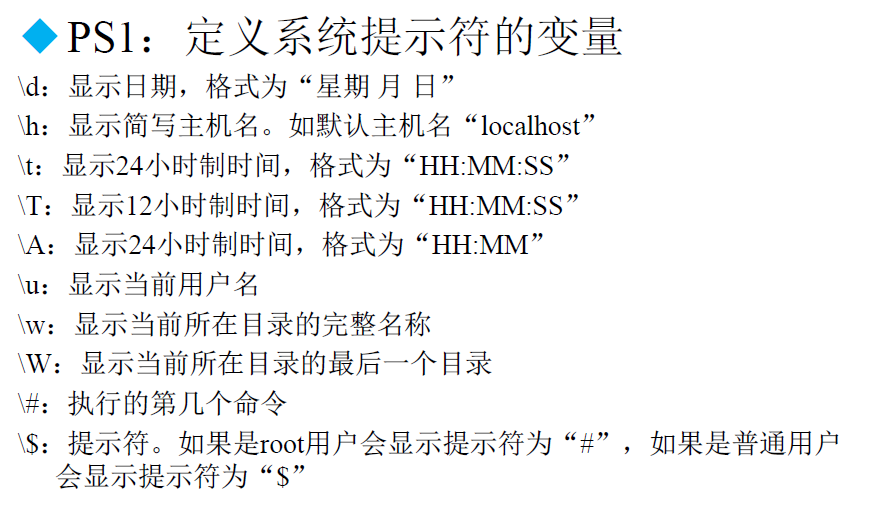 PS1：定义系统提示符的变量
\d：显示日期，格式为“星期 月 日”
\h：显示简写主机名。如默认主机名“localhost”
\t：显示24小时制时间，格式为“HH:MM:SS”
\T：显示12小时制时间，格式为“HH:MM:SS”
\A：显示24小时制时间，格式为“HH:MM”
\u：显示当前用户名
\w：显示当前所在目录的完整名称
\W：显示当前所在目录的最后一个目录
\#：执行的第几个命令
\$：提示符。如果是root用户会显示提示符为“#”，如果是普通用户
会显示提示符为“$”